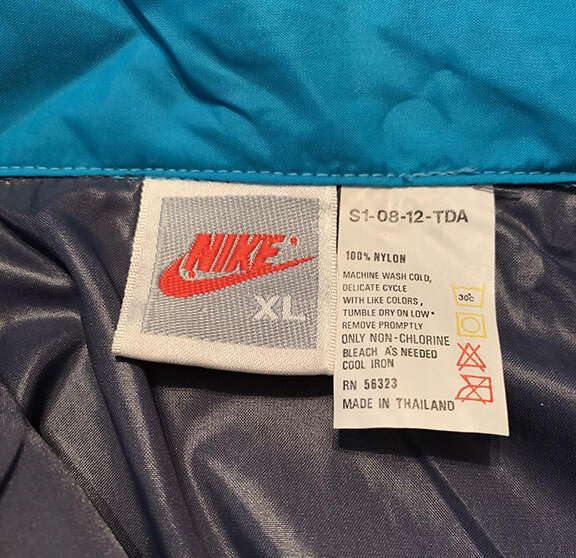 NIKE
XL
S1-08-12-TDA
100% NYLON
MACHINE WASH COLD,
DELICATE CYCLE
WITH LIKE COLORS,
TUMBLE DRY ON LOW
REMOVE PROMPTLY
ONLY NON-CHLORINE
BLEACH AS NEEDED
COOL IRON
RN 56323
MADE IN THAILAND
30c